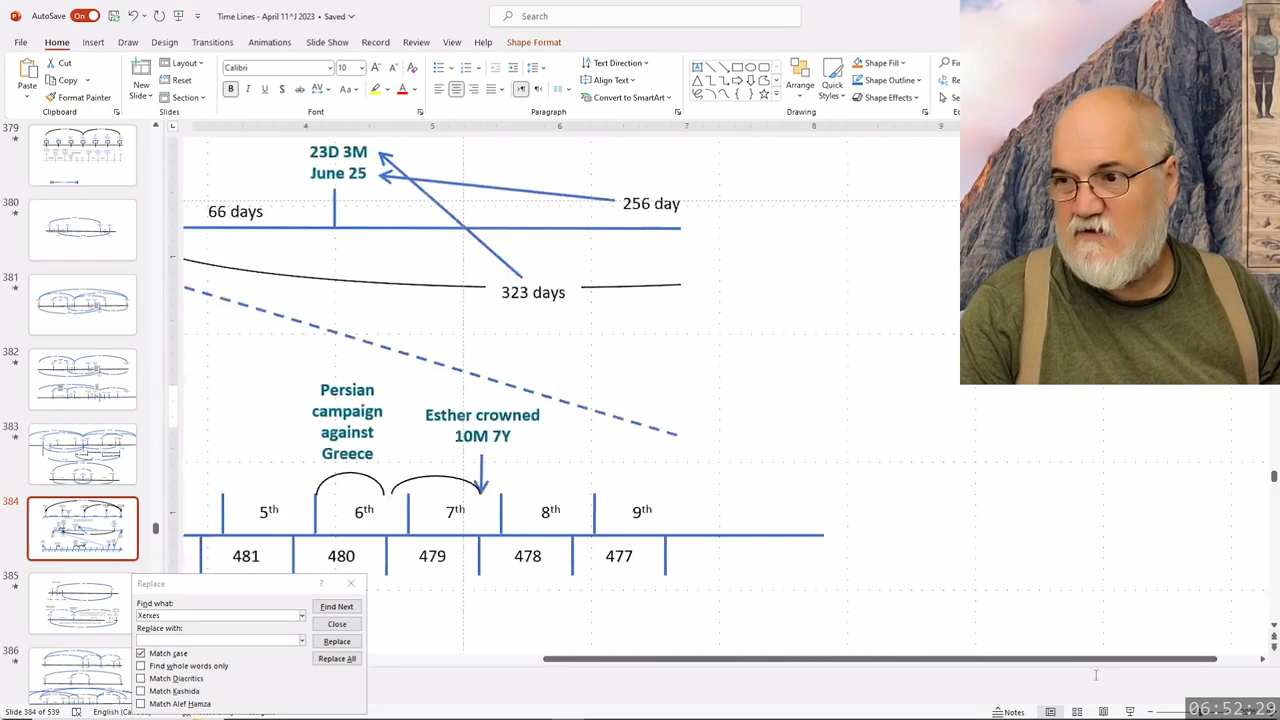 AutoSave On
Time Lines - April 11^J 2023 • Saved
Search
File Home Insert Draw Design Transitions Animations Slide Show Record Review View Help Shape Format
Paste
Cut
Copy
Format Painter
Clipboard
New
Slide
Layout
Reset
Section
Slides
Calibri 10
Font
Text Direction
Align Text
Convert to SmartArt
Paragraph
Arrange
Quick
Styles
Shape Fill
Shape Outline
Shape Effects
Drawing
379
380
381
382
383
384
385
386
4 5 6 7 8 9
23D 3M
June 25
66 days
256 day
323 days
Persian
campaign
against
Greece
Esther crowned
10M 7Y
5th 6th 7th 8th 9th
481 480 479 478 477
Replace
Find what:
Xerxes
Replace with:
Match case
Find whole words only
Match Diacritics
Match Kashida
Match Alef Hamza
Find Next
Close
Replace
Replace All
Slide 384 of 539
Notes
06:52:29